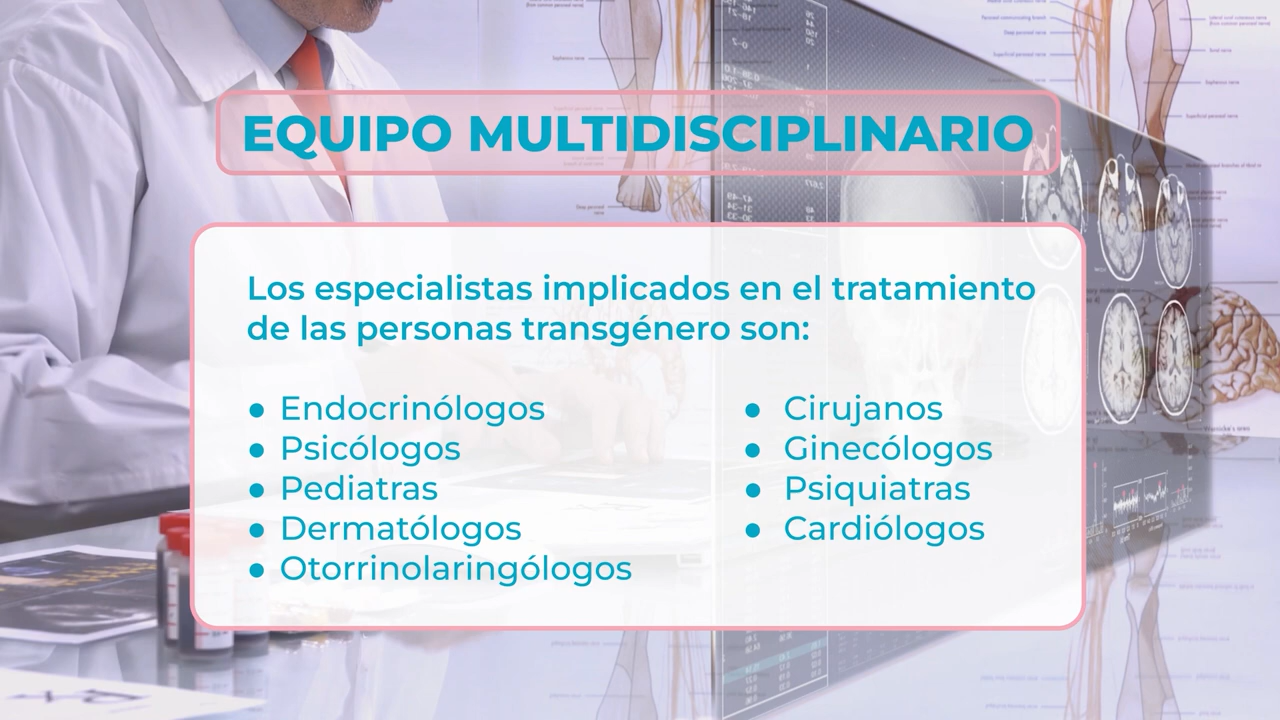 EQUIPO MULTIDISCIPLINARIO
Los especialistas implicados en el tratamiento
de las personas transgénero son:
● Endocrinólogos
● Psicólogos
● Pediatras
● Dermatólogos
● Otorrinolaringólogos
● Cirujanos
● Ginecólogos
● Psiquiatras
● Cardiólogos